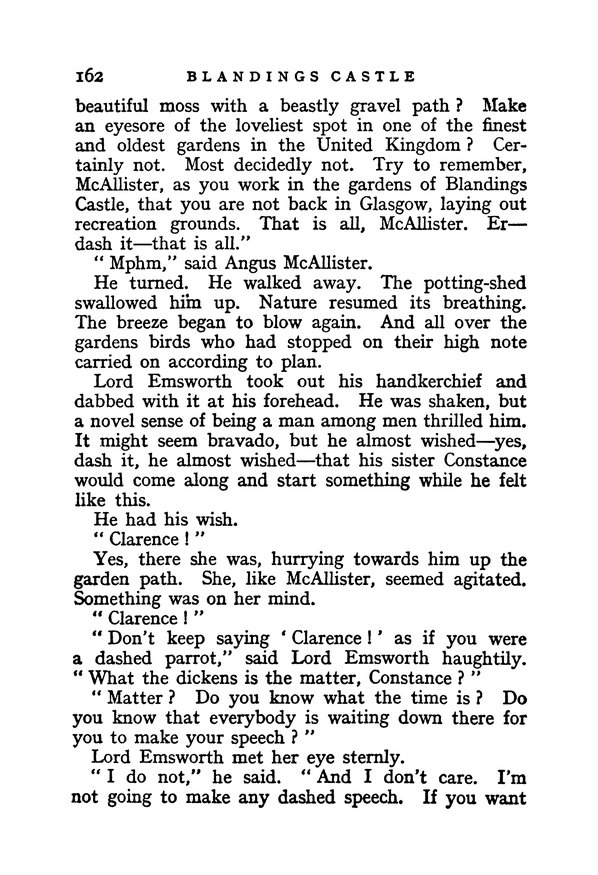 162 BLANDINGS CASTLE
beautiful moss with a beastly gravel path ? Make
an eyesore of the loveliest spot in one of the finest
and oldest gardens in the United Kingdom ? Cer-
tainly not. Most decidedly not. Try to remember,
McAllister, as you work in the gardens of Blandings
Castle, that you are not back in Glasgow, laying out
recreation grounds. That is all, McAllister. Er—
dash it—that is all.”
“ Mphm,” said Angus McAllister.
He turned. He walked away. The potting-shed
swallowed him up. Nature resumed its breathing.
The breeze began to blow again. And all over the
gardens birds who had stopped on their high note
carried on according to plan.
Lord Emsworth took out his handkerchief and
dabbed with it at his forehead. He was shaken, but
a novel sense of being a man among men thrilled him.
It might seem bravado, but he almost wished—yes,
dash it, he almost wished—that his sister Constance
would come along and start something while he felt
like this.
He had his wish.
“ Clarence ! ”
Yes, there she was, hurrying towards him up the
garden path. She, like McAllister, seemed agitated.
Something was on her mind.
“ Clarence ! ”
“ Don’t keep saying ‘ Clarence ! ’ as if you were
a dashed parrot,” said Lord Emsworth haughtily.
“ What the dickens is the matter, Constance ? ”
“ Matter ? Do you know what the time is ? Do
you know that everybody is waiting down there for
you to make your speech ? ”
Lord Emsworth met her eye sternly.
“ I do not,” he said. “ And I don’t care. I’m
not going to make any dashed speech. If you want